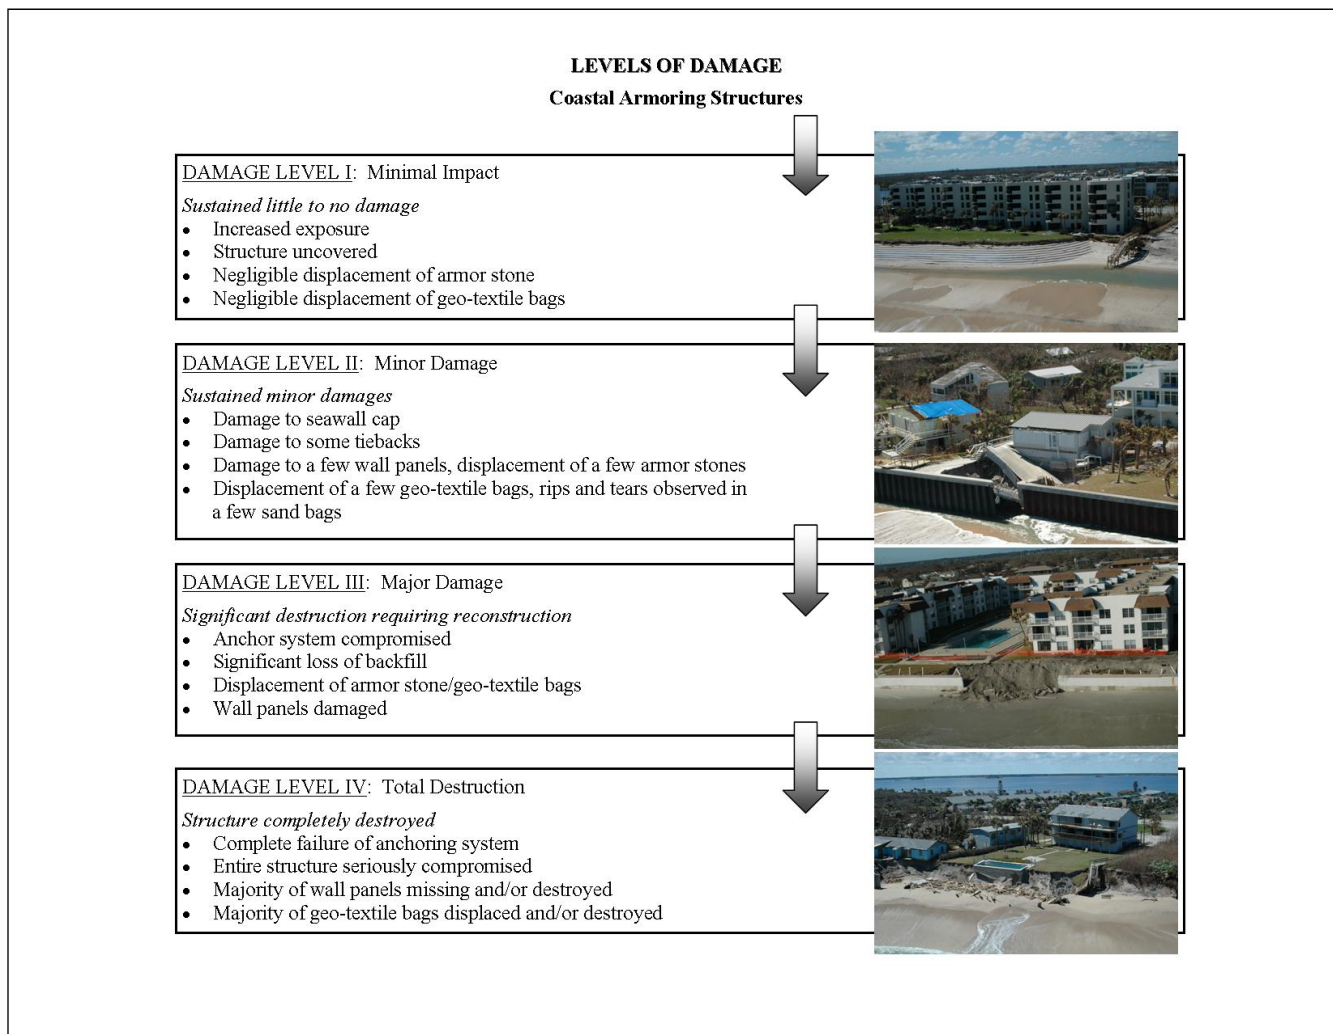 LEVELS OF DAMAGE
Coastal Armoring Structures
DAMAGE LEVEL I: Minimal Impact
Sustained little to no damage
• Increased exposure
• Structure uncovered
• Negligible displacement of armor stone
• Negligible displacement of geo-textile bags
DAMAGE LEVEL II: Minor Damage
Sustained minor damages
• Damage to seawall cap
• Damage to some tiebacks
• Damage to a few wall panels, displacement of a few armor stones
• Displacement of a few geo-textile bags, rips and tears observed in
a few sand bags
DAMAGE LEVEL III: Major Damage
Significant destruction requiring reconstruction
• Anchor system compromised
• Significant loss of backfill
• Displacement of armor stone/geo-textile bags
• Wall panels damaged
DAMAGE LEVEL IV: Total Destruction
Structure completely destroyed
• Complete failure of anchoring system
• Entire structure seriously compromised
• Majority of wall panels missing and/or destroyed
• Majority of geo-textile bags displaced and/or destroyed